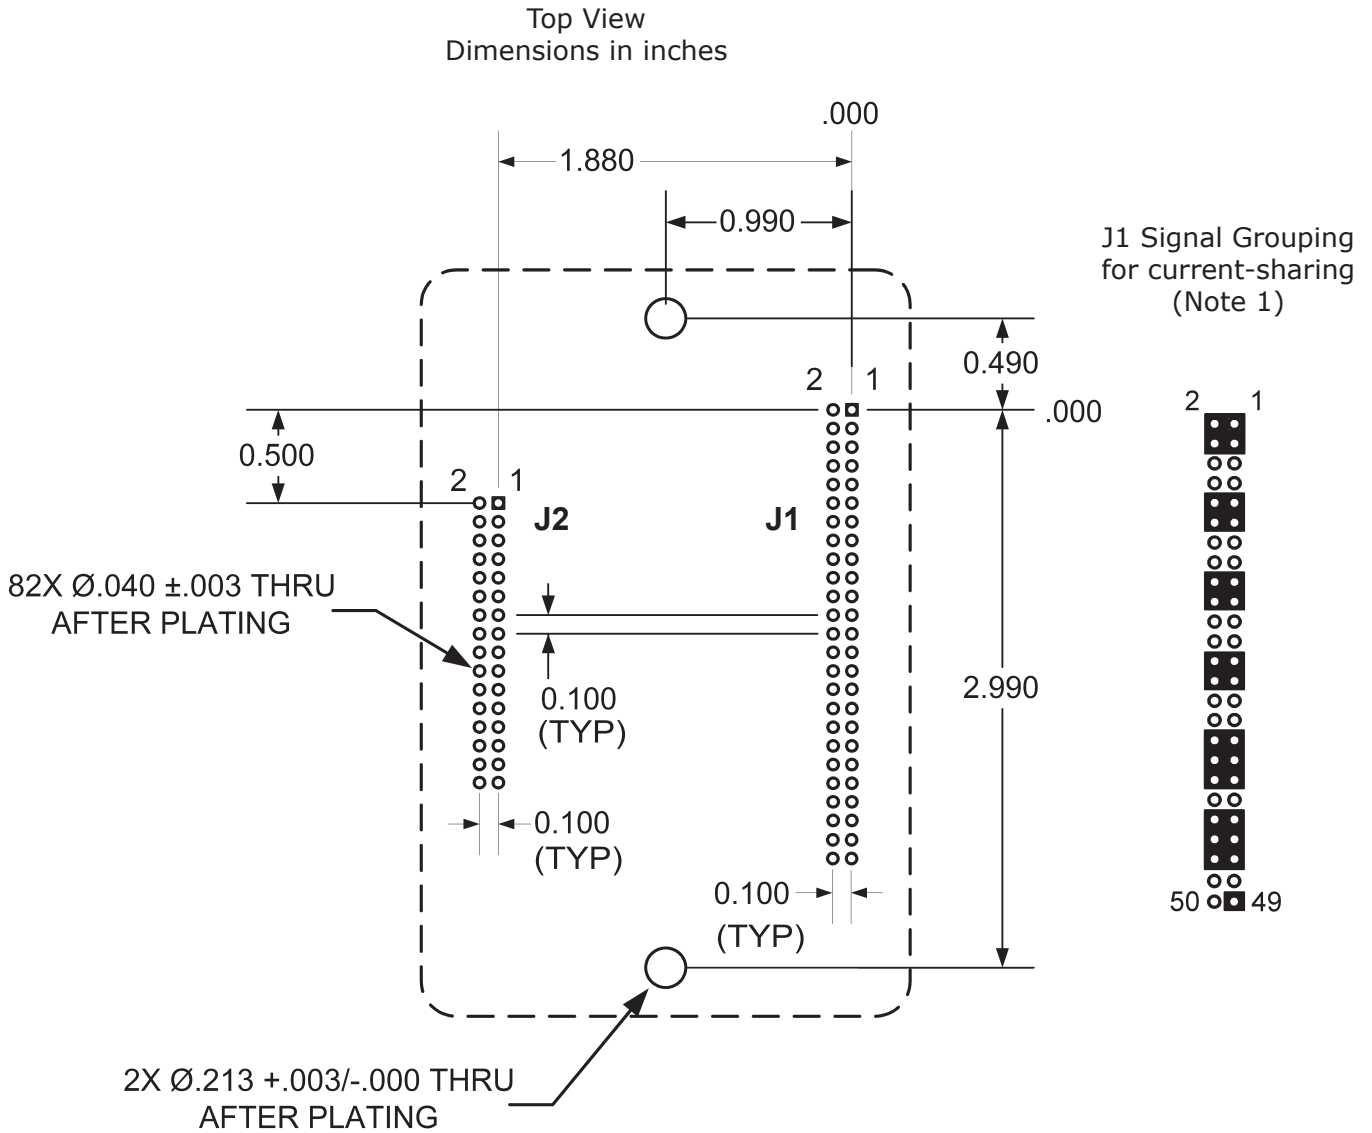 Top View
Dimensions in inches
.000
1.880
0.990
J1 Signal Grouping
for current-sharing
(Note 1)
0.490
2 1
2 1
.000
0.500
2 1
J2
J1
82X Ø.040 ±.003 THRU
AFTER PLATING
0.100
(TYP)
2.990
0.100
(TYP)
0.100
(TYP)
50 49
2X Ø.213 +.003/-.000 THRU
AFTER PLATING